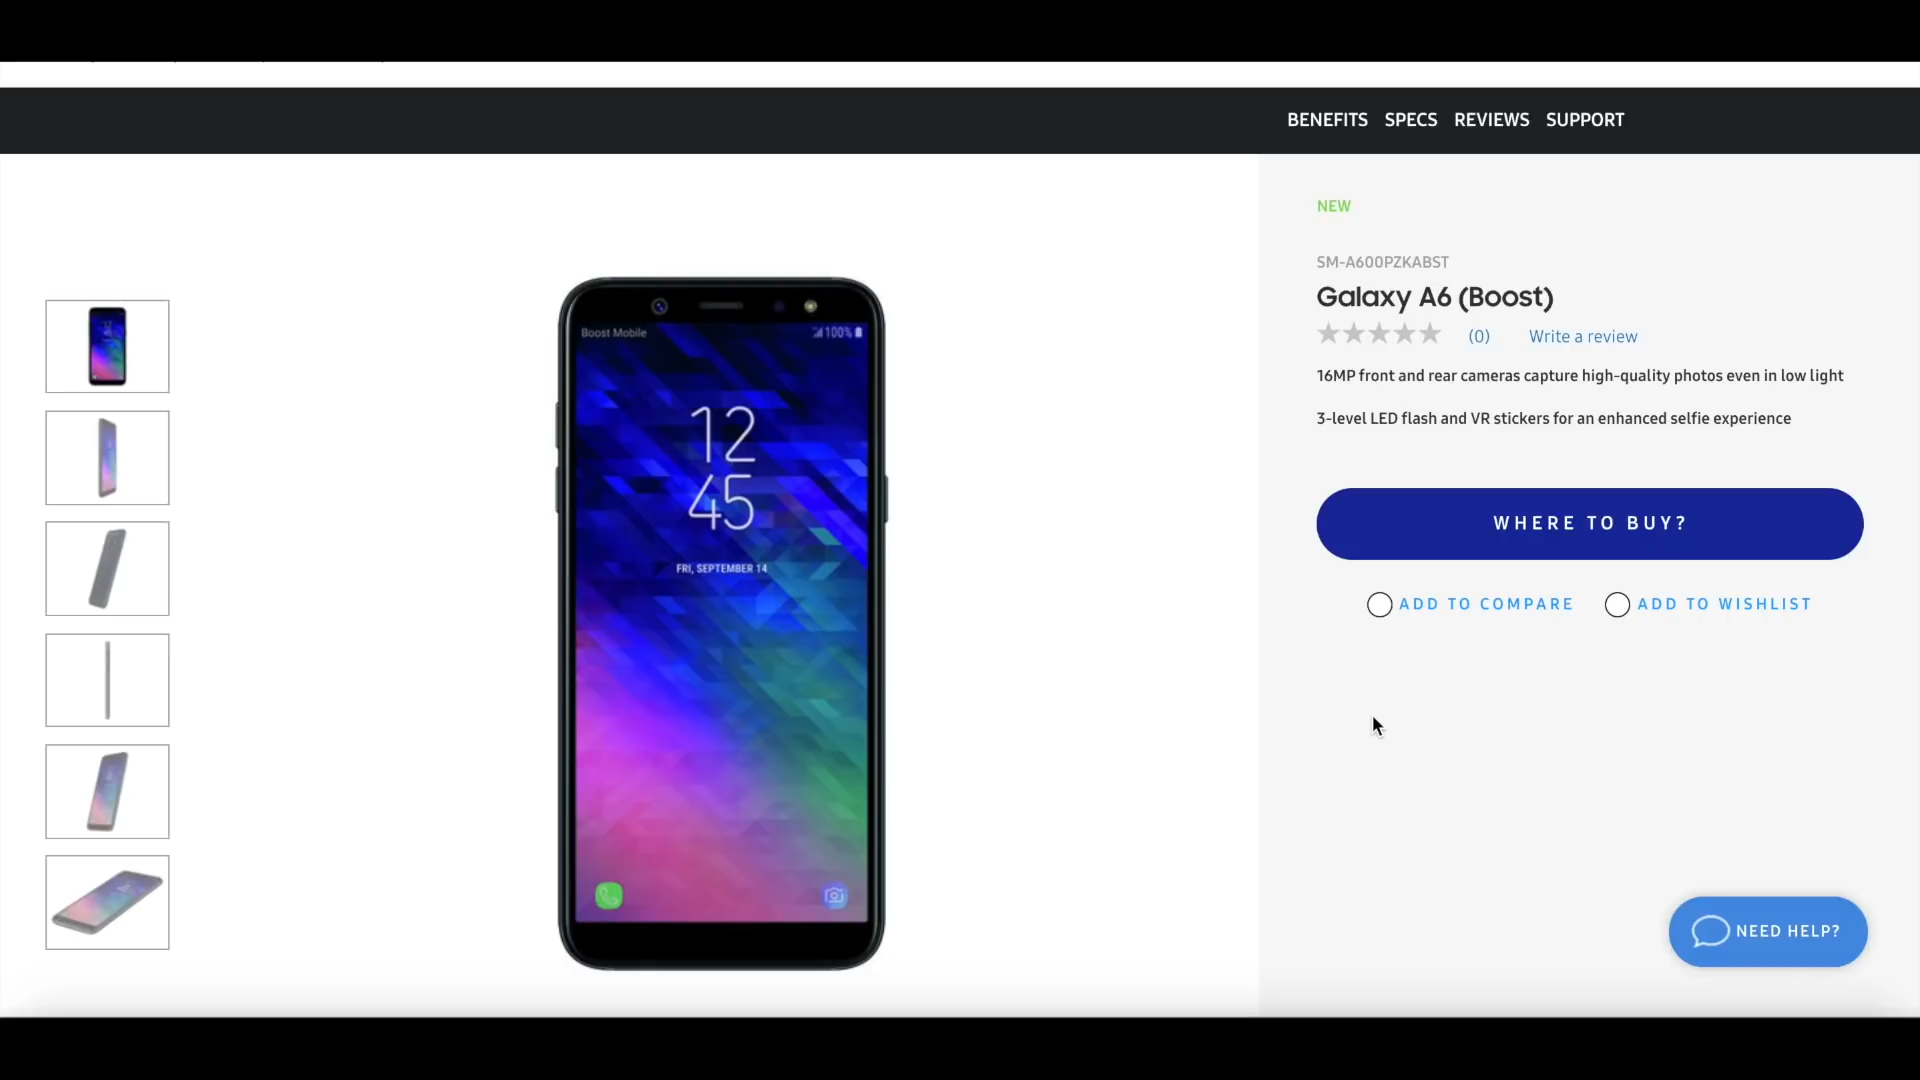 BENEFITS SPECS REVIEWS SUPPORT
NEW
SM-A600PZKABST
Galaxy A6 (Boost)
(0) Write a review
16MP front and rear cameras capture high-quality photos even in low light
3-level LED flash and VR stickers for an enhanced selfie experience
WHERE TO BUY?
ADD TO COMPARE ADD TO WISHLIST
NEED HELP?
Boost Mobile 100%
12
45
FRI, SEPTEMBER 14